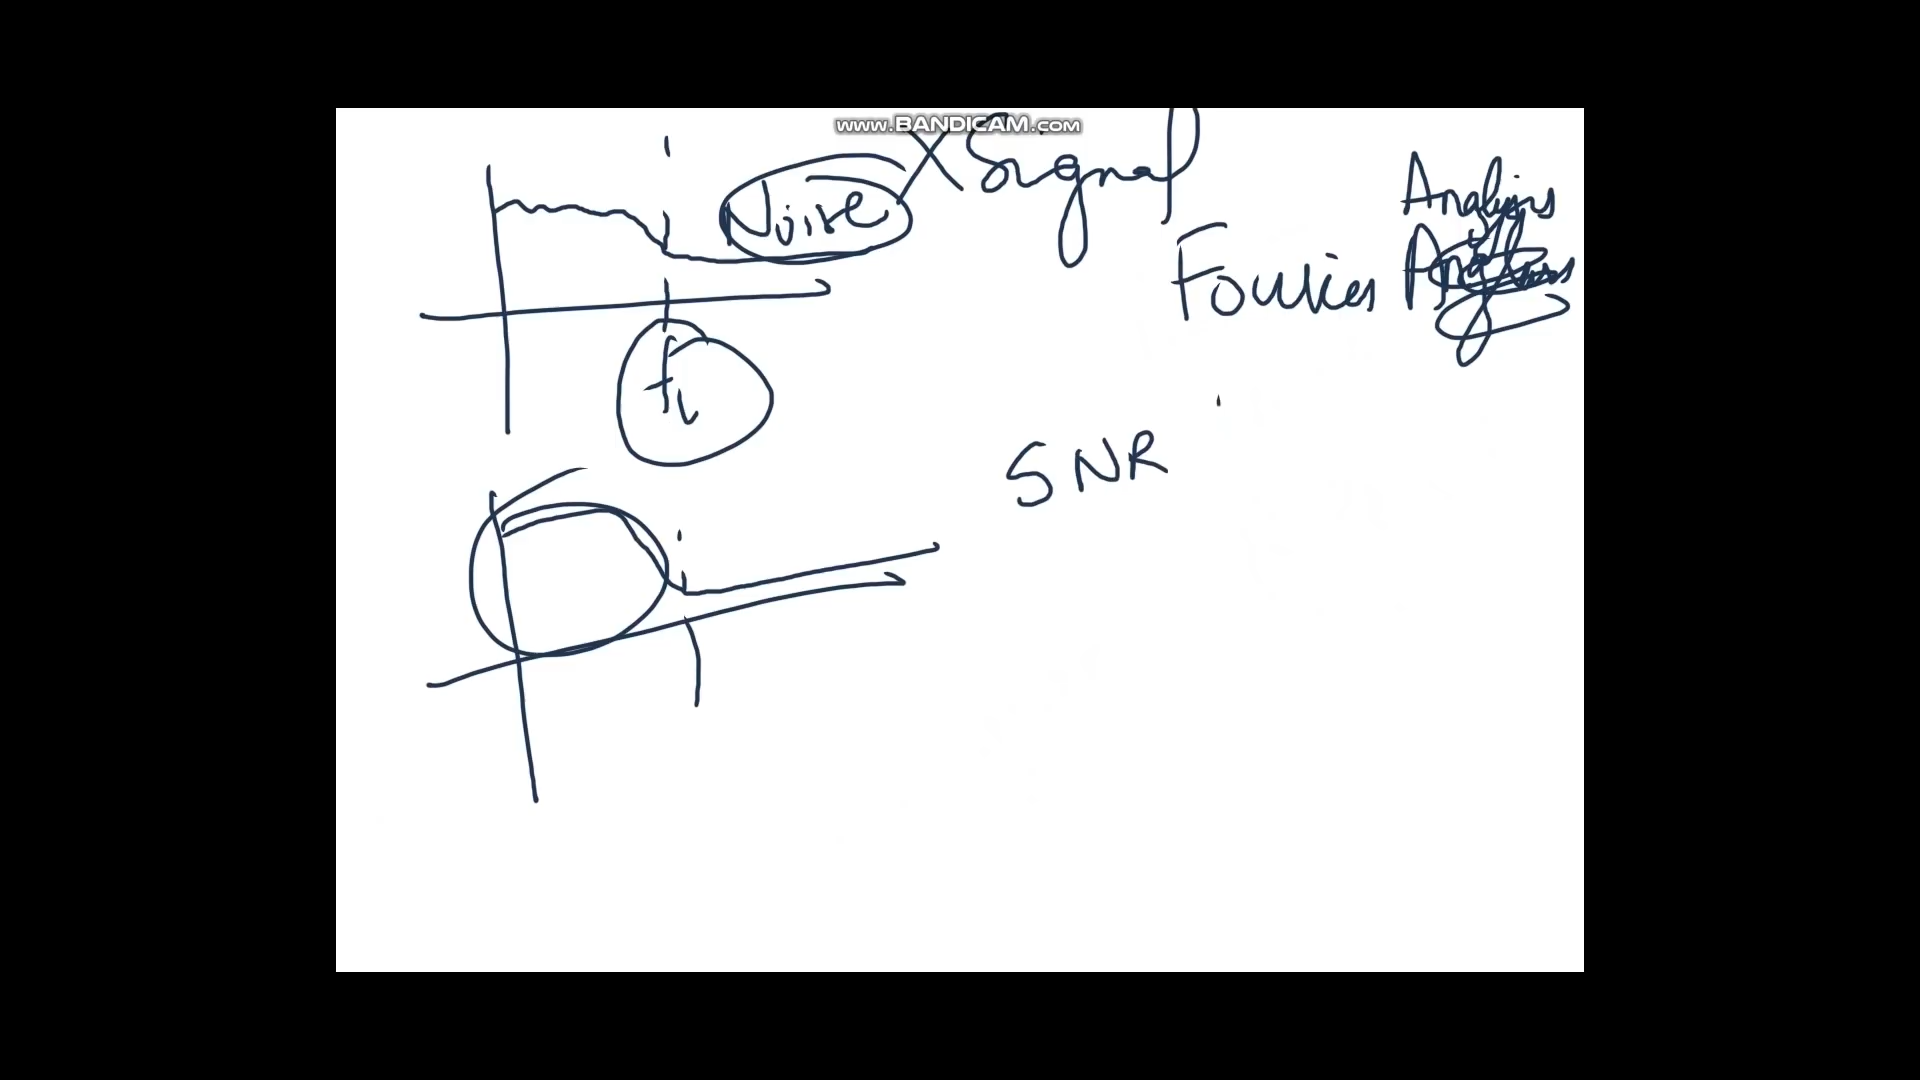 www.BANDICAM.com
Noise X Signal
Analysis
Fourier
SNR